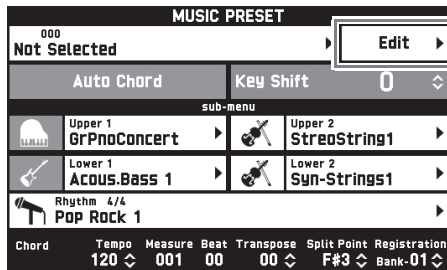 MUSIC PRESET
000
Not Selected
Edit
Auto Chord Key Shift 0
sub-menu
Upper 1
GrPnoConcert
Upper 2
StreoString1
Lower 1
Acous.Bass 1
Lower 2
Syn-Strings1
Rhythm 4/4
Pop Rock 1
Chord Tempo Measure Beat Transpose Split Point Registration
120 001 00 00 F#3 Bank-01